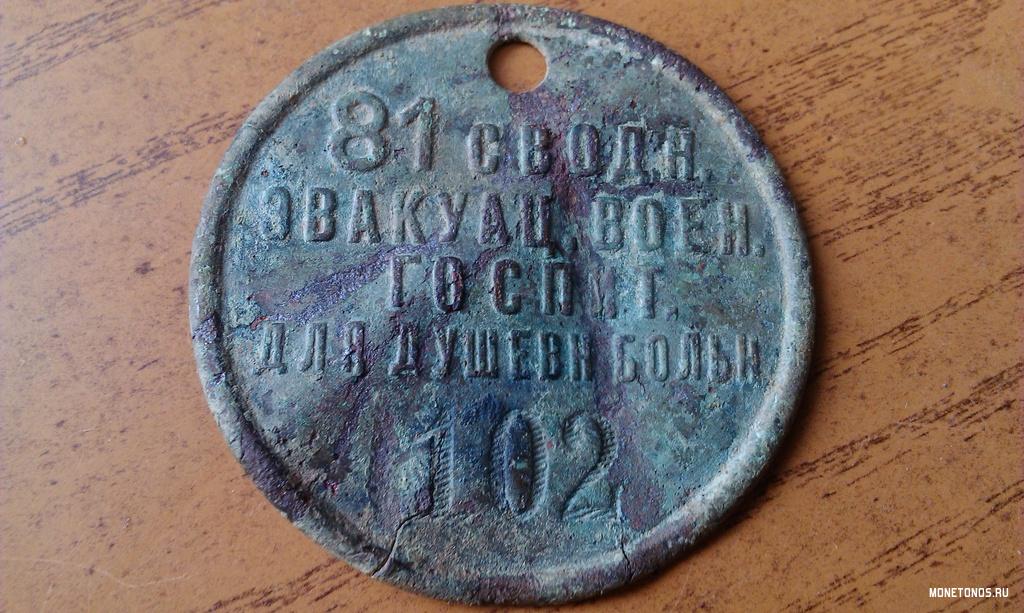 81 СВОДН.
ЭВАКУАЦ. ВОЕН.
ГОСПИТ.
ДЛЯ ДУШЕВН БОЛЬН
102
MONETONOS.RU